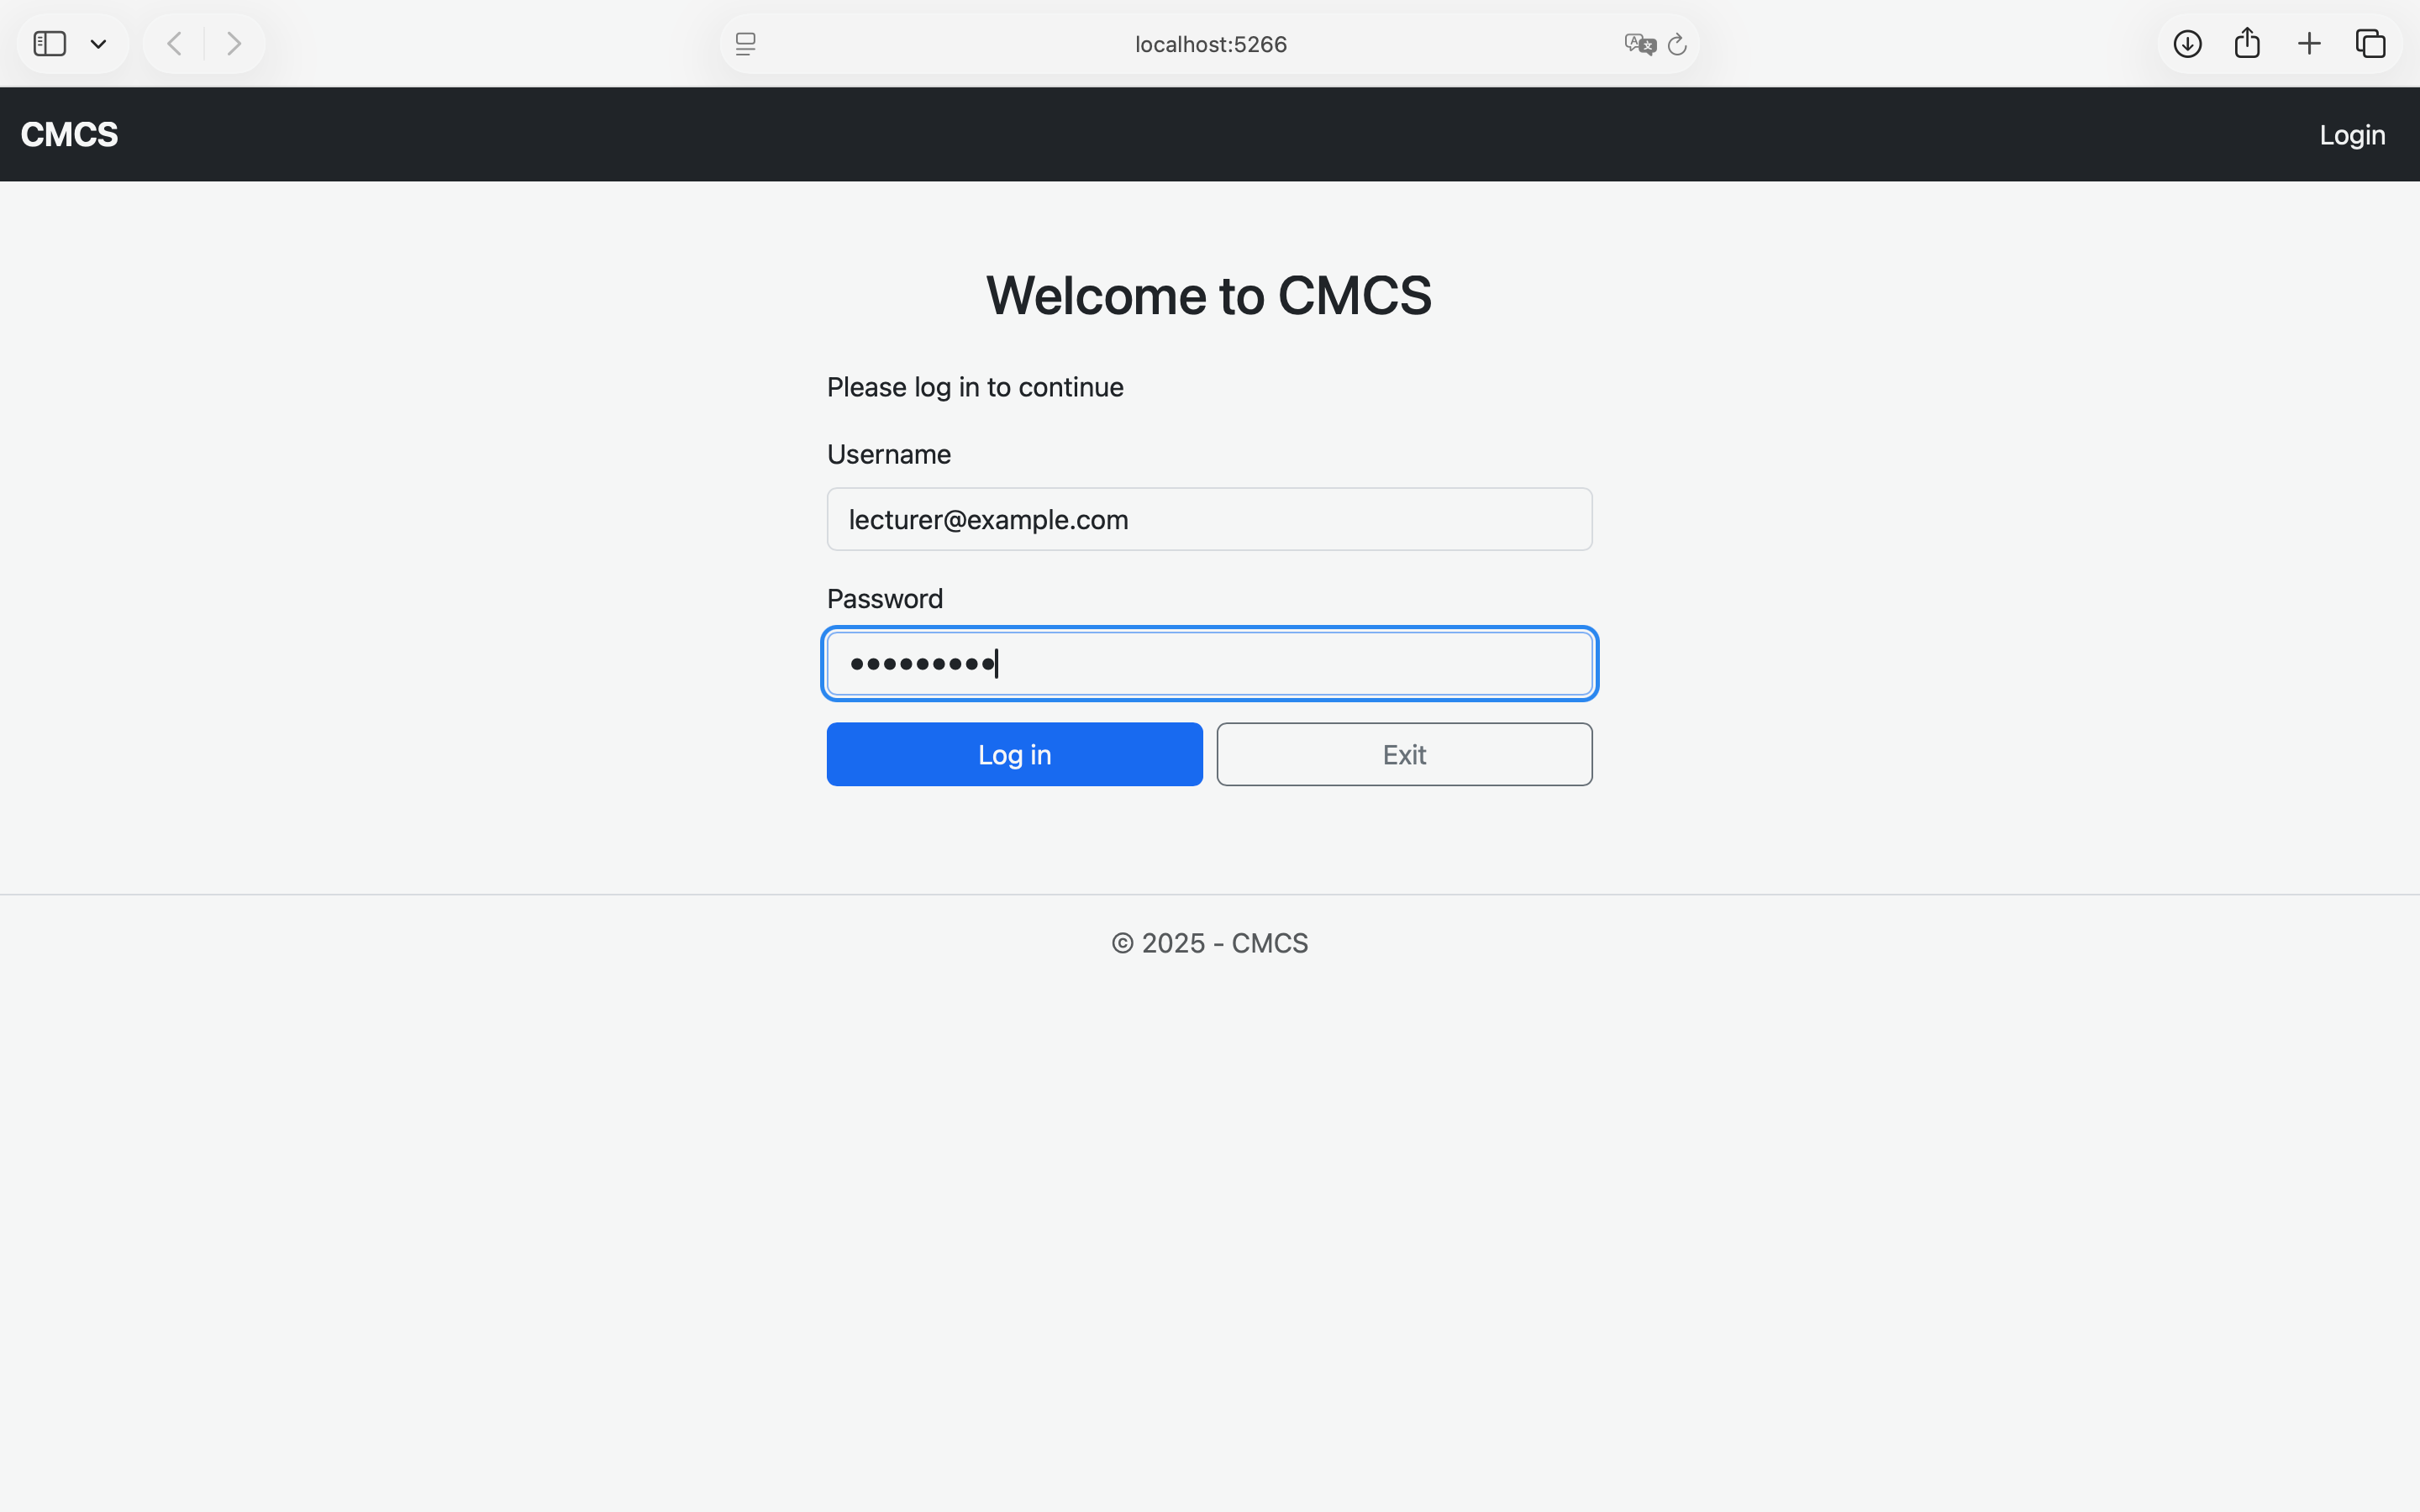 localhost:5266
CMCS
Login
Welcome to CMCS
Please log in to continue
Username
lecturer@example.com
Password
•••••••••
Log in
Exit
© 2025 - CMCS